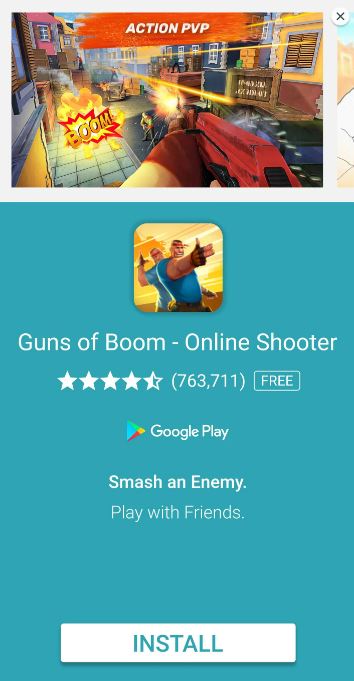 ACTION PVP
BOOM!
Guns of Boom - Online Shooter
(763,711) FREE
Google Play
Smash an Enemy.
Play with Friends.
INSTALL